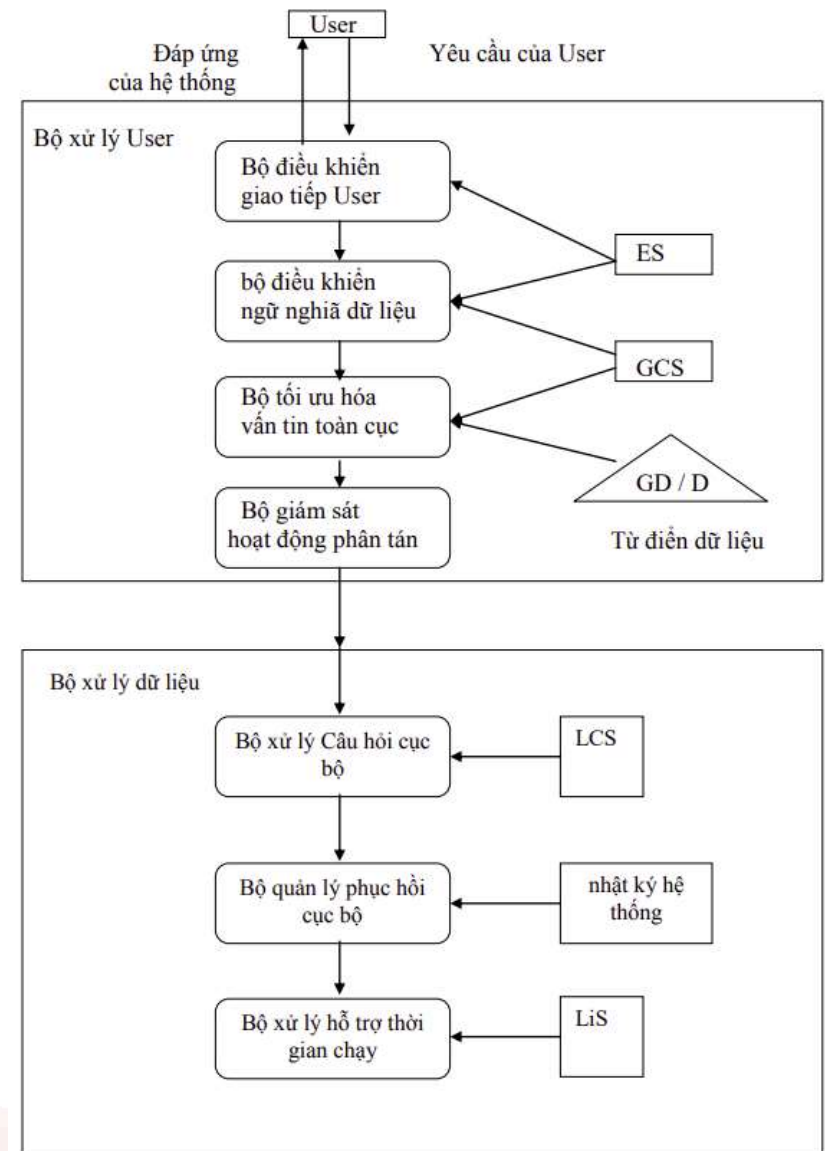 User
Đáp ứng
của hệ thống
Yêu cầu của User
Bộ xử lý User
Bộ điều khiển
giao tiếp User
ES
bộ điều khiển
ngữ nghiã dữ liệu
GCS
Bộ tối ưu hóa
vấn tin toàn cục
GD / D
Bộ giám sát
hoạt động phân tán
Từ điển dữ liệu
Bộ xử lý dữ liệu
Bộ xử lý Câu hỏi cục
bộ
LCS
Bộ quản lý phục hồi
cục bộ
nhật ký hệ
thống
Bộ xử lý hỗ trợ thời
gian chạy
LiS